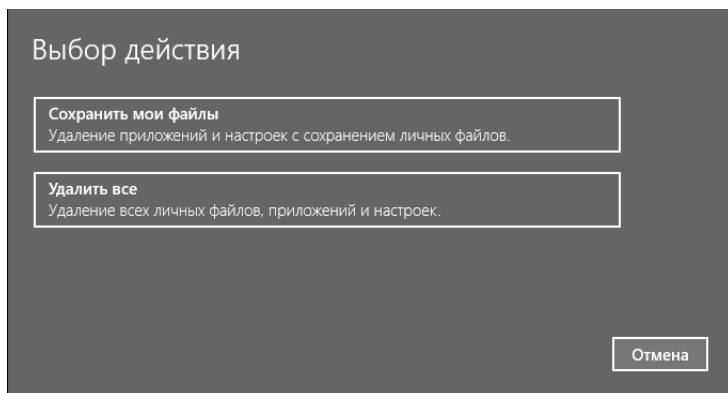 Выбор действия
Сохранить мои файлы
Удаление приложений и настроек с сохранением личных файлов.
Удалить все
Удаление всех личных файлов, приложений и настроек.
Отмена